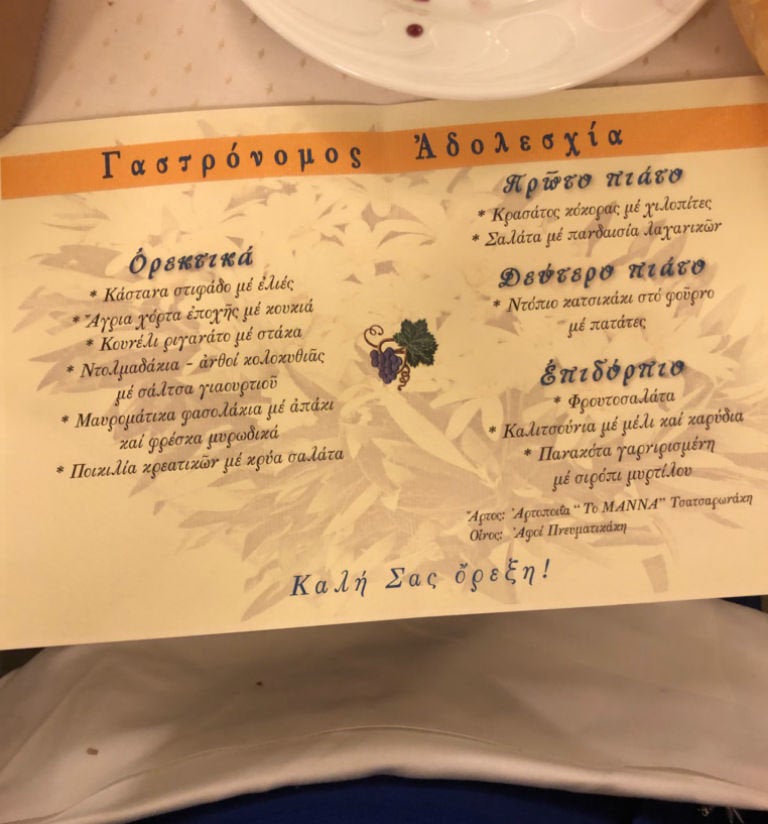 Γαστρόνομος Ἀδολεσχία
Ὀρεκτικά
* Κάστανα στιφάδο μέ ἐλιές
* Ἄγρια χόρτα ἐποχῆς μέ κουκιά
* Κουνέλι ριγανάτο μέ στάκα
* Ντολμαδάκια - ἀνθοί κολοκυθιᾶς
μέ σάλτσα γιαουρτιοῦ
* Μαυρομάτικα φασολάκια μέ ἀπάκι
καί φρέσκα μυρωδικά
* Ποικιλία κρεατικῶν μέ κρύα σαλάτα
Πρῶτο πιάτο
* Κρασάτος κόκορας μέ χιλοπίτες
* Σαλάτα μέ πανδαισία λαχανικῶν
Δεύτερο πιάτο
* Ντόπιο κατσικάκι στό φοῦρνο
μέ πατάτες
Ἐπιδόρπιο
* Φρουτοσαλάτα
* Καλιτσούνια μέ μέλι καί καρύδια
* Πανακότα γαρνιρισμένη
μέ σιρόπι μυρτίλου
Ἄρτος: Ἀρτοποιΐα “ Το ΜΑΝΝΑ” Τσατσαρωνάκη
Οἶνος: Ἀφοί Πνευματικάκη
Καλή Σας ὄρεξη!